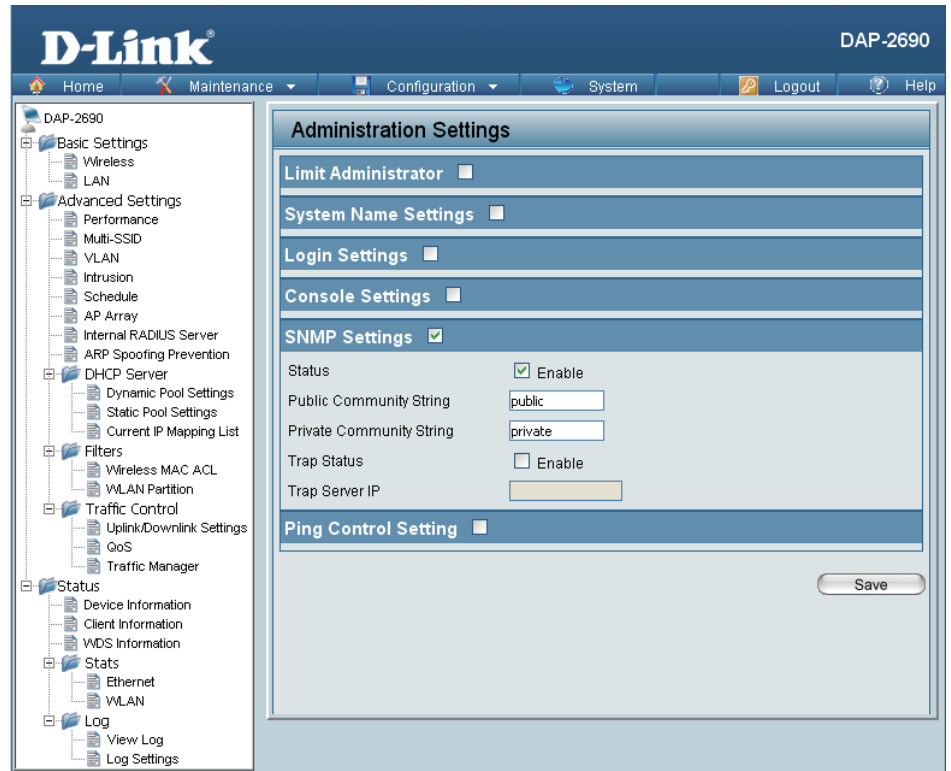 D-Link®
DAP-2690
Home Maintenance Configuration System Logout Help
DAP-2690
Basic Settings
Wireless
LAN
Advanced Settings
Performance
Multi-SSID
VLAN
Intrusion
Schedule
AP Array
Internal RADIUS Server
ARP Spoofing Prevention
DHCP Server
Dynamic Pool Settings
Static Pool Settings
Current IP Mapping List
Filters
Wireless MAC ACL
WLAN Partition
Traffic Control
Uplink/Downlink Settings
QoS
Traffic Manager
Status
Device Information
Client Information
WDS Information
Stats
Ethernet
WLAN
Log
View Log
Log Settings
Administration Settings
Limit Administrator
System Name Settings
Login Settings
Console Settings
SNMP Settings
Status Enable
Public Community String public
Private Community String private
Trap Status Enable
Trap Server IP
Ping Control Setting
Save